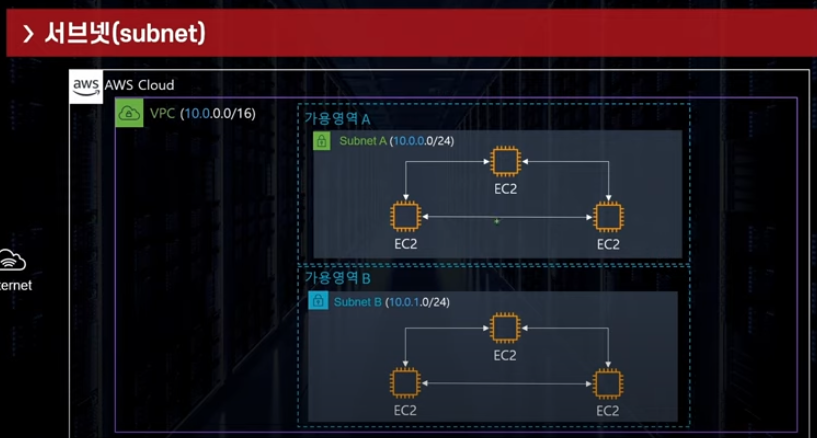 › 서브넷(subnet)
aws AWS Cloud
VPC (10.0.0.0/16)
가용영역 A
Subnet A (10.0.0.0/24)
EC2
EC2
EC2
가용영역 B
Subnet B (10.0.1.0/24)
EC2
EC2
EC2
ternet